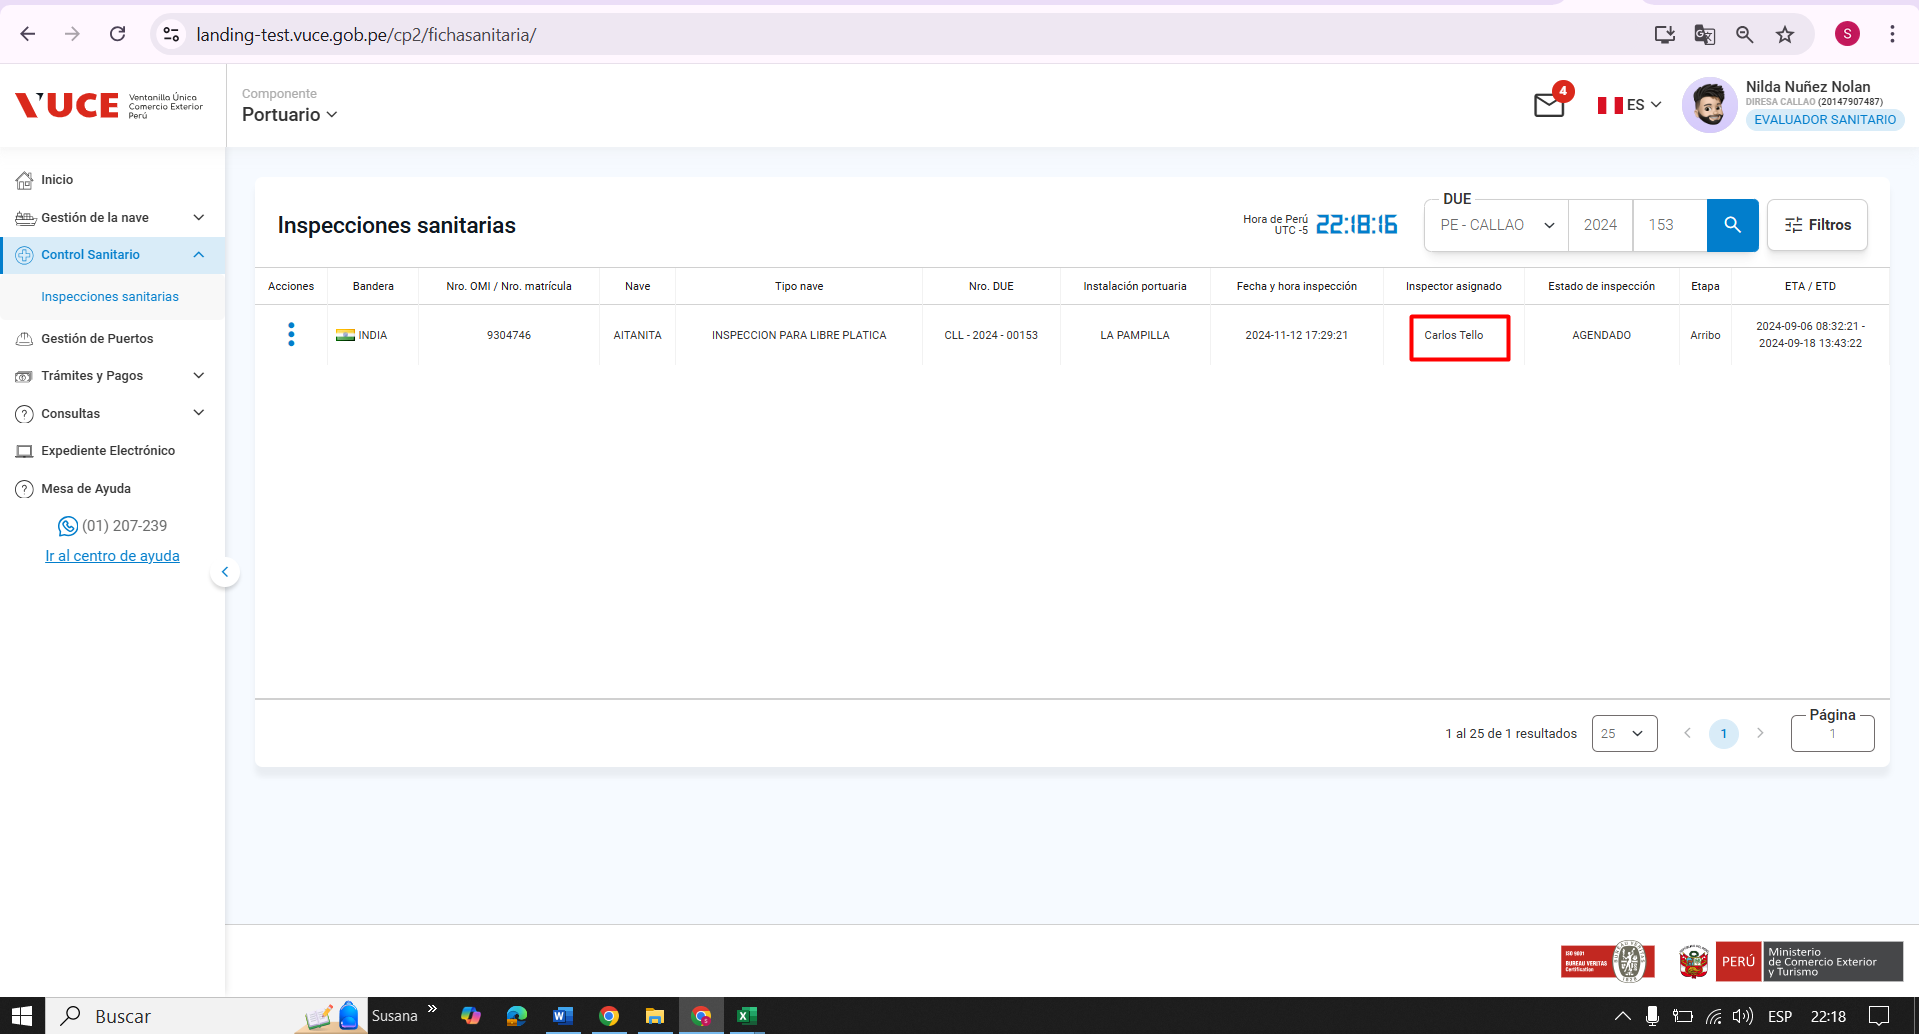 landing-test.vuce.gob.pe/cp2/fichasanitaria/
S
VUCE
Ventanilla Única
Comercio Exterior
Perú
Componente
Portuario
4
ES
Nilda Nuñez Nolan
DIRESA CALLAO (20147907487)
EVALUADOR SANITARIO
Inicio
Gestión de la nave
Control Sanitario
Inspecciones sanitarias
Gestión de Puertos
Trámites y Pagos
Consultas
Expediente Electrónico
Mesa de Ayuda
(01) 207-239
Ir al centro de ayuda
Inspecciones sanitarias
Hora de Perú
UTC -5
22:18:16
DUE
PE - CALLAO
2024
153
Filtros
Acciones Bandera Nro. OMI / Nro. matrícula Nave Tipo nave Nro. DUE Instalación portuaria Fecha y hora inspección Inspector asignado Estado de inspección Etapa ETA / ETD
INDIA 9304746 AITANITA INSPECCION PARA LIBRE PLATICA CLL - 2024 - 00153 LA PAMPILLA 2024-11-12 17:29:21 Carlos Tello AGENDADO Arribo 2024-09-06 08:32:21 -
2024-09-18 13:43:22
1 al 25 de 1 resultados
25
1
Página
1
ISO 9001
BUREAU VERITAS
Certification
PERÚ
Ministerio
de Comercio Exterior
y Turismo
Buscar
Susana
ESP
22:18